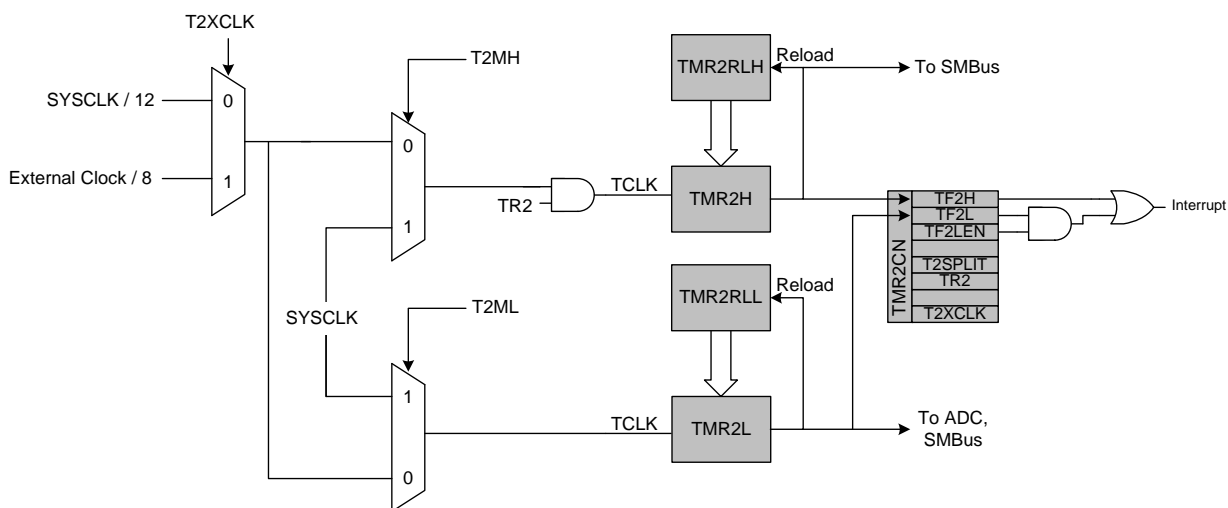 T2XCLK
SYSCLK / 12
0
External Clock / 8
1
T2MH
0
1
TR2
TCLK
TMR2RLH
Reload
To SMBus
TMR2H
TMR2CN
TF2H
TF2L
TF2LEN
T2SPLIT
TR2
T2XCLK
Interrupt
SYSCLK
T2ML
1
0
TCLK
TMR2RLL
Reload
TMR2L
To ADC,
SMBus